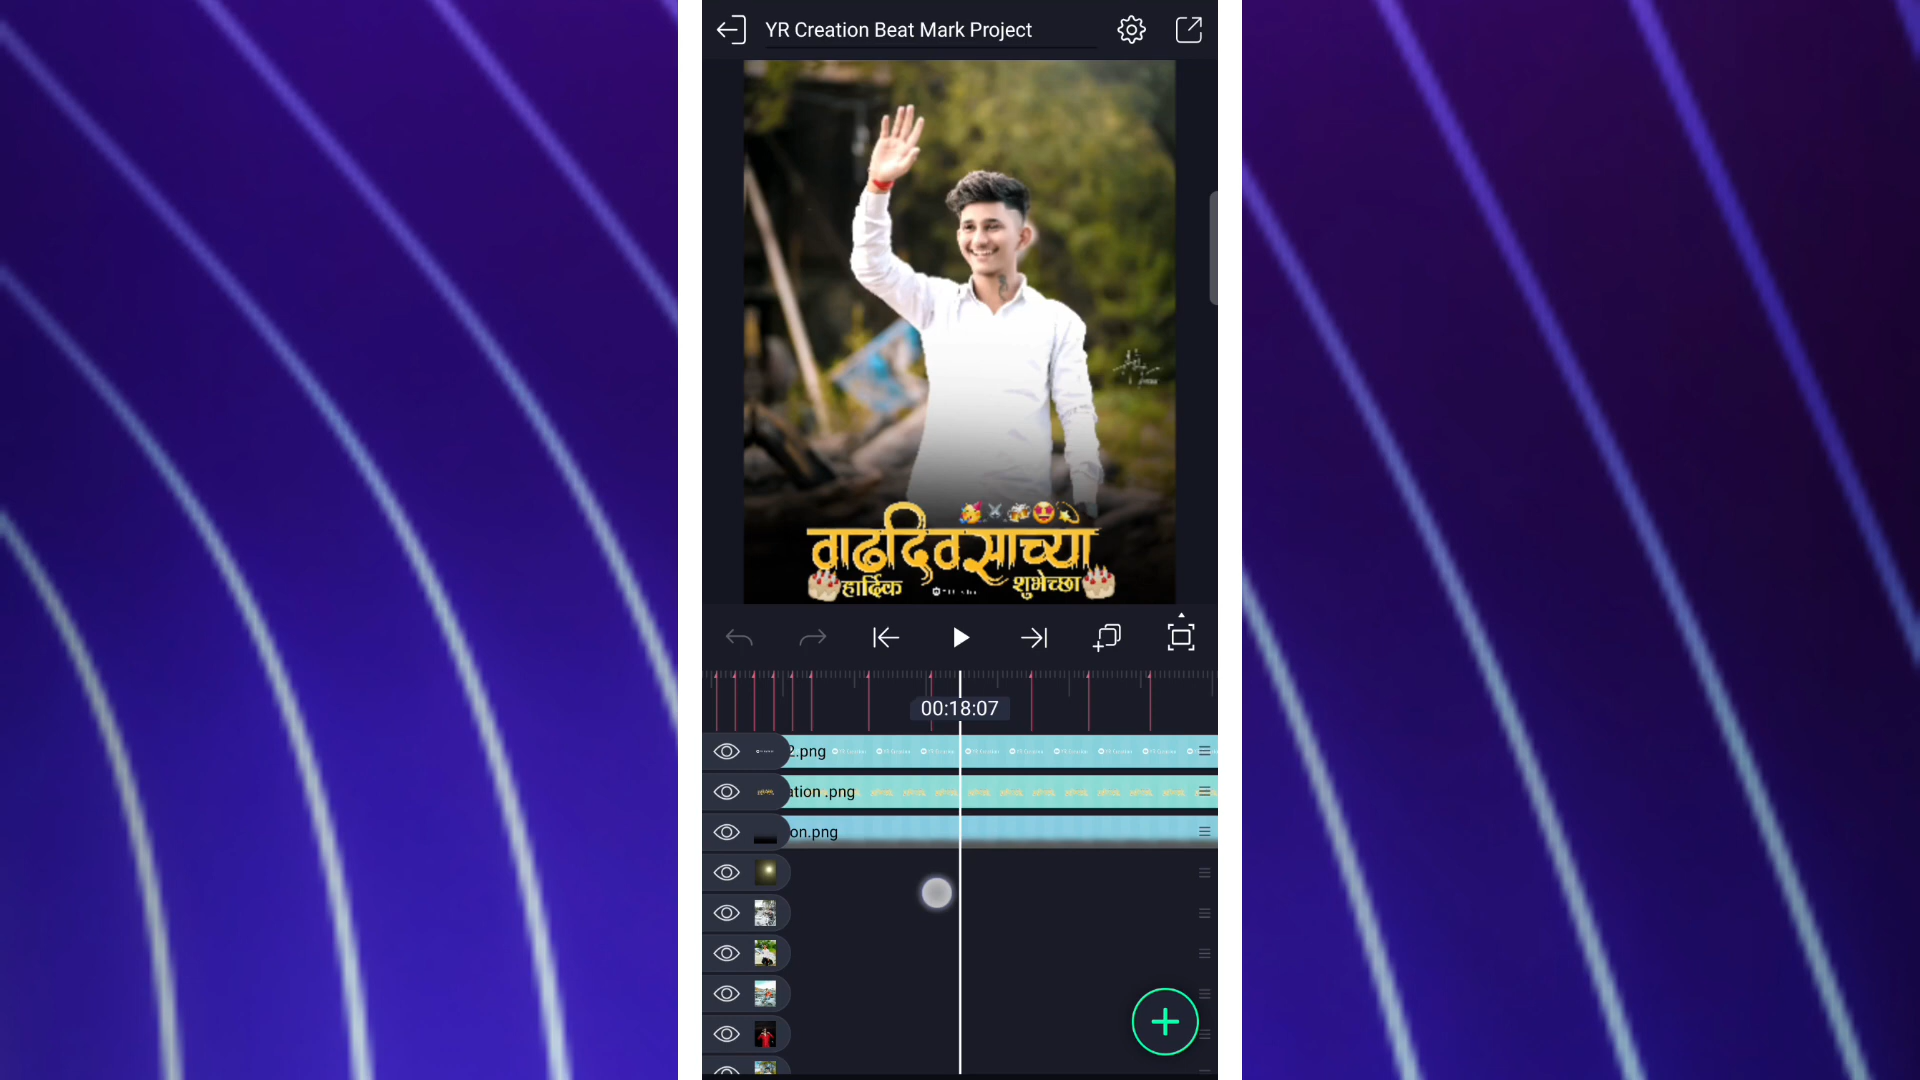 YR Creation Beat Mark Project
वाढदिवसाच्या
हार्दिक शुभेच्छा
00:18:07
2.png
ation .png
on.png